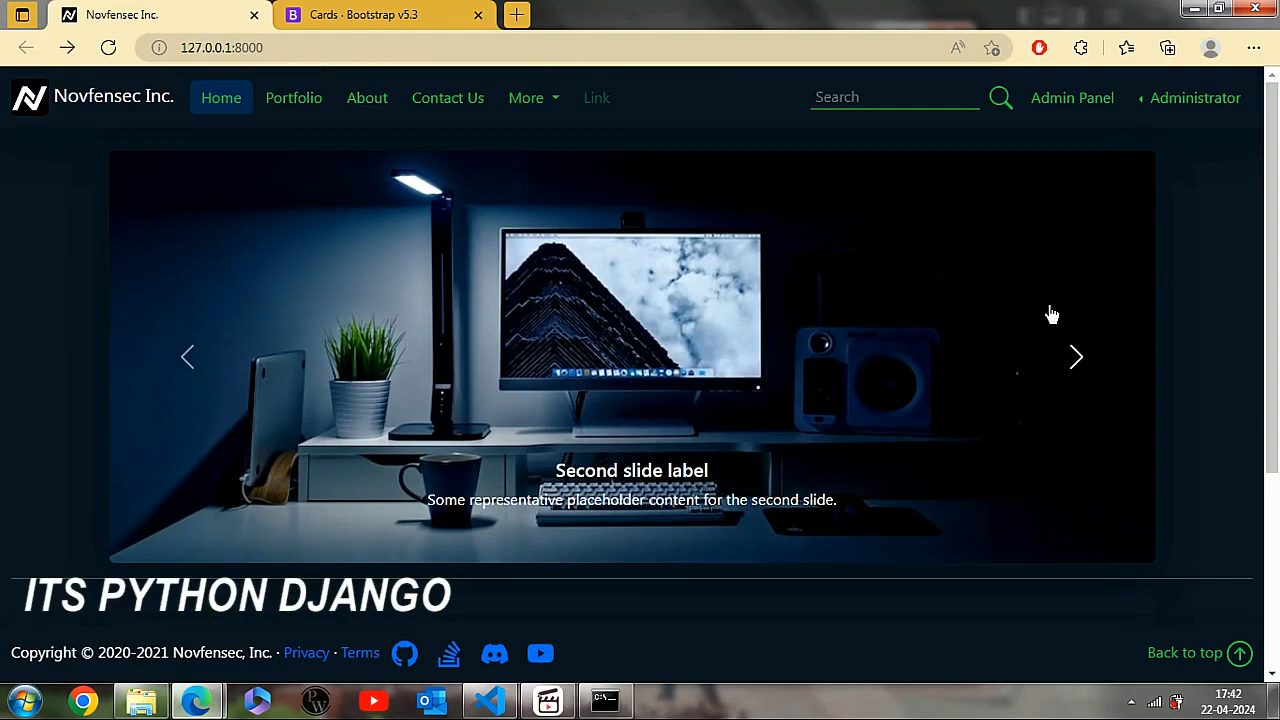 Novfensec Inc.
Cards · Bootstrap v5.3
127.0.0.1:8000
Novfensec Inc. Home Portfolio About Contact Us More Link Search Admin Panel Administrator
Second slide label
Some representative placeholder content for the second slide.
ITS PYTHON DJANGO
Copyright © 2020-2021 Novfensec, Inc. · Privacy · Terms Back to top
17:42
22-04-2024